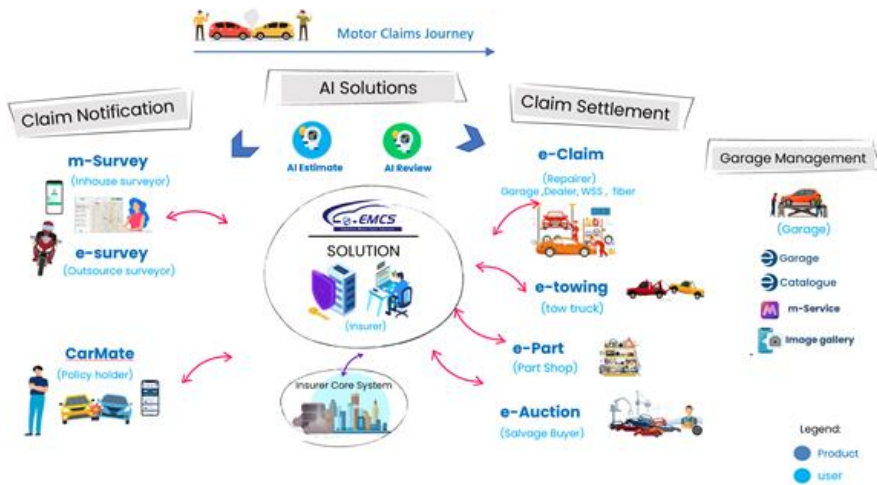 Motor Claims Journey
Claim Notification
AI Solutions
Claim Settlement
Garage Management
m-Survey
(Inhouse surveyor)
e-survey
(Outsource surveyor)
CarMate
(Policy holder)
AI Estimate
AI Review
e.EMCS
SOLUTION
(Insurer)
Insurer Core System
e-Claim
(Repairer)
Garage ,Dealer, WSS , fiber
e-towing
(tow truck)
e-Part
(Part Shop)
e-Auction
(Salvage Buyer)
(Garage)
Garage
Catalogue
m-Service
Image gallery
Legend:
Product
user